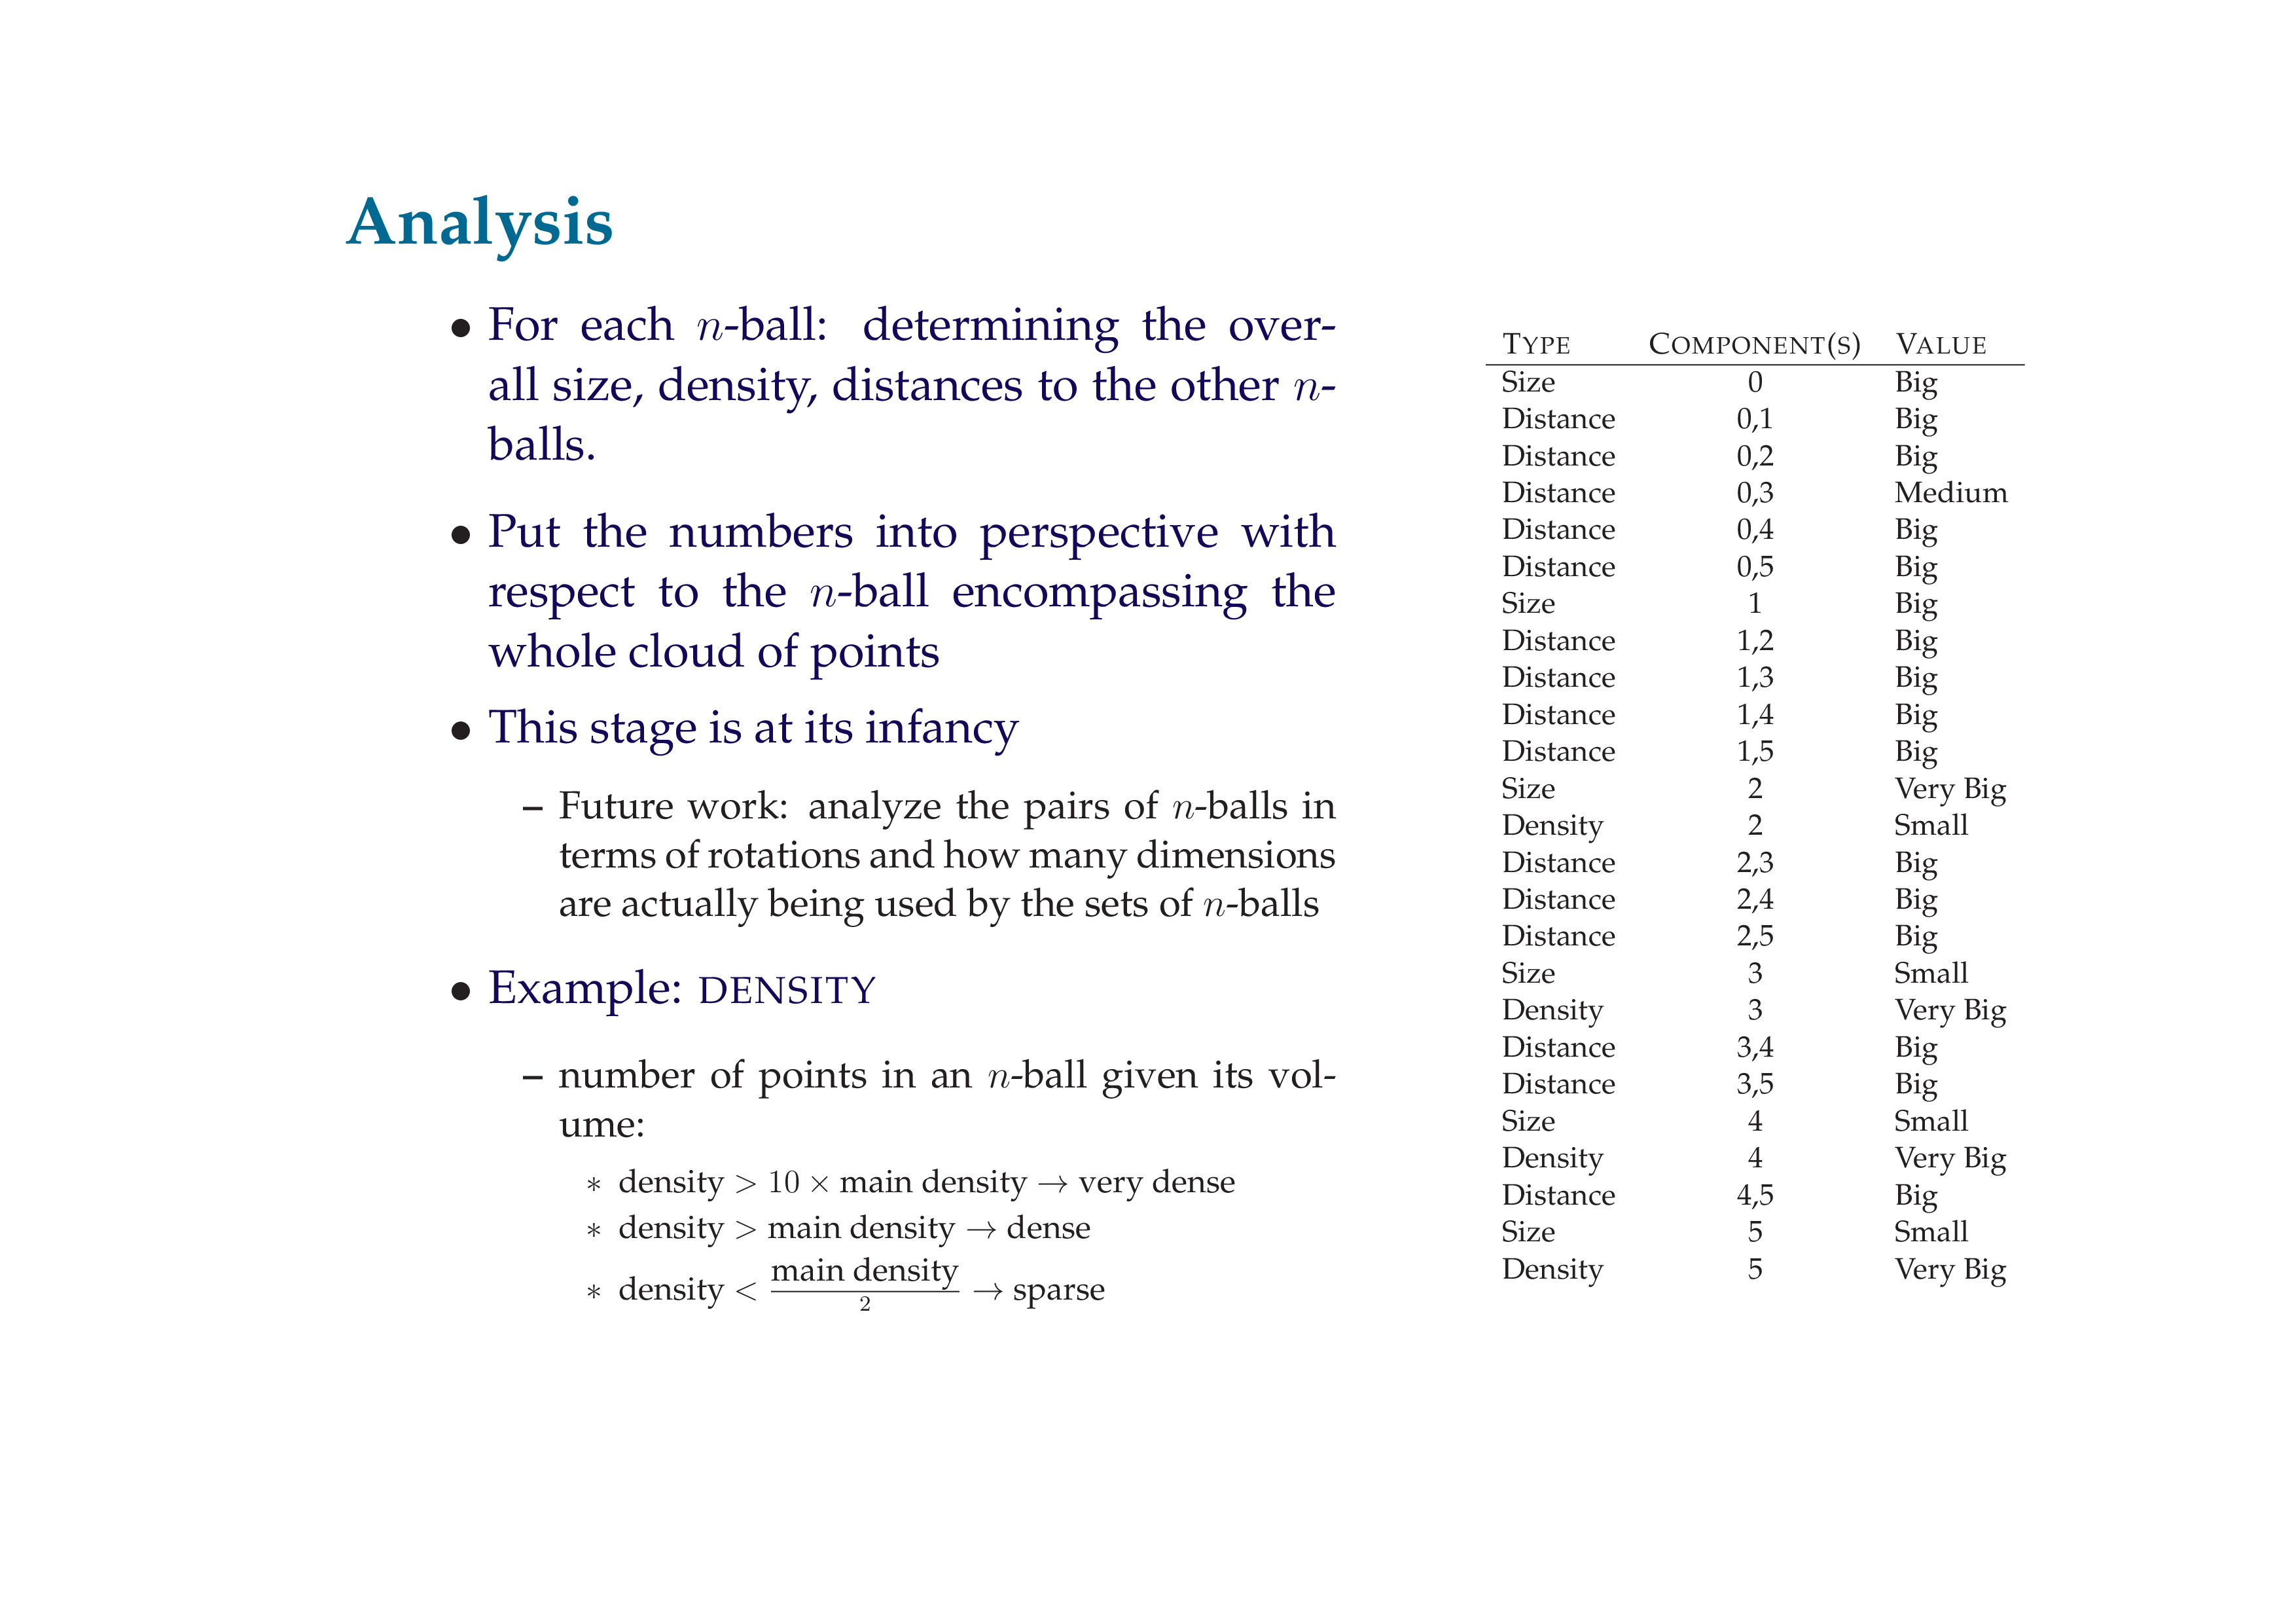 Analysis
• For each n-ball: determining the over-
all size, density, distances to the other n-
balls.
• Put the numbers into perspective with
respect to the n-ball encompassing the
whole cloud of points
• This stage is at its infancy
– Future work: analyze the pairs of n-balls in
terms of rotations and how many dimensions
are actually being used by the sets of n-balls
• Example: DENSITY
– number of points in an n-ball given its vol-
ume:
∗ density > 10 × main density → very dense
∗ density > main density → dense
∗ density < main density / 2 → sparse
TYPE COMPONENT(S) VALUE
Size 0 Big
Distance 0,1 Big
Distance 0,2 Big
Distance 0,3 Medium
Distance 0,4 Big
Distance 0,5 Big
Size 1 Big
Distance 1,2 Big
Distance 1,3 Big
Distance 1,4 Big
Distance 1,5 Big
Size 2 Very Big
Density 2 Small
Distance 2,3 Big
Distance 2,4 Big
Distance 2,5 Big
Size 3 Small
Density 3 Very Big
Distance 3,4 Big
Distance 3,5 Big
Size 4 Small
Density 4 Very Big
Distance 4,5 Big
Size 5 Small
Density 5 Very Big